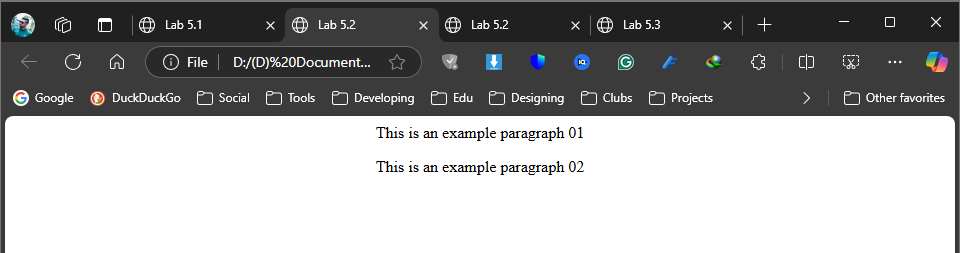 Lab 5.1
Lab 5.2
Lab 5.2
Lab 5.3
File
D:/(D)%20Document...
Google
DuckDuckGo
Social
Tools
Developing
Edu
Designing
Clubs
Projects
Other favorites
This is an example paragraph 01
This is an example paragraph 02